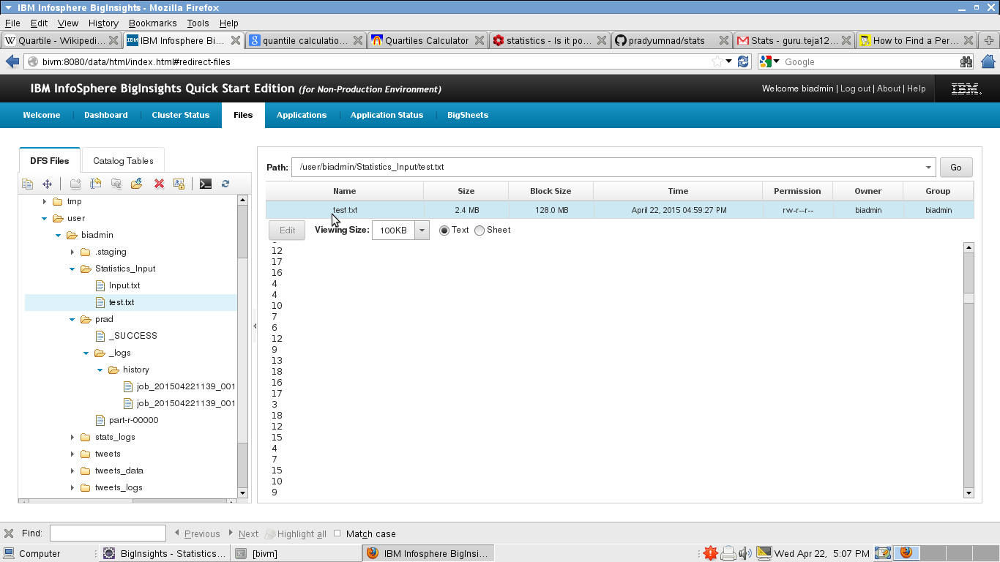 IBM Infosphere BigInsights - Mozilla Firefox
File Edit View History Bookmarks Tools Help
W Quartile - Wikipedi... IBM IBM Infosphere Bi... quantile calculatio... Quartiles Calculator statistics - Is it po... pradyumnad/stats Stats - guru.teja12... How to Find a Per...
bivm:8080/data/html/index.html#redirect-files Google
IBM InfoSphere BigInsights Quick Start Edition (for Non-Production Environment) Welcome biadmin | Log out | About | Help IBM.
Welcome Dashboard Cluster Status Files Applications Application Status BigSheets
DFS Files Catalog Tables
tmp
user
biadmin
.staging
Statistics_Input
Input.txt
test.txt
prad
_SUCCESS
_logs
history
job_201504221139_001
job_201504221139_001
part-r-00000
stats_logs
tweets
tweets_data
tweets_logs
Path: /user/biadmin/Statistics_Input/test.txt Go
Name Size Block Size Time Permission Owner Group
test.txt 2.4 MB 128.0 MB April 22, 2015 04:59:27 PM rw-r--r-- biadmin biadmin
Edit Viewing Size: 100KB Text Sheet
12
17
16
4
4
10
7
6
12
9
13
18
16
17
3
18
12
15
4
7
15
10
9
Find: Previous Next Highlight all Match case
Computer BigInsights - Statistics... [bivm] IBM Infosphere BigInsi... Wed Apr 22, 5:07 PM